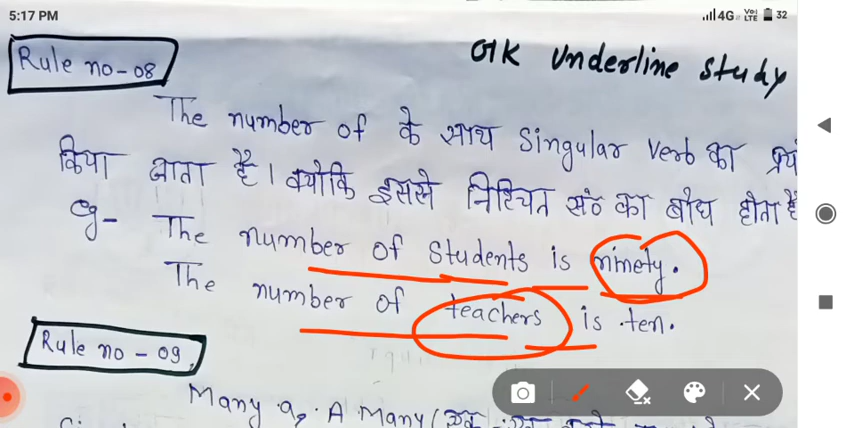 5:17 PM
4G VoLTE 32
Rule no-08
GK Underline Study
The number of के साथ Singular Verb का
किया जाता है। क्योकि इससे निश्चित सं० का बोध होता है
eg- The number of Students is ninety.
The number of teachers is ten.
Rule no - 09
Many a, A Many (